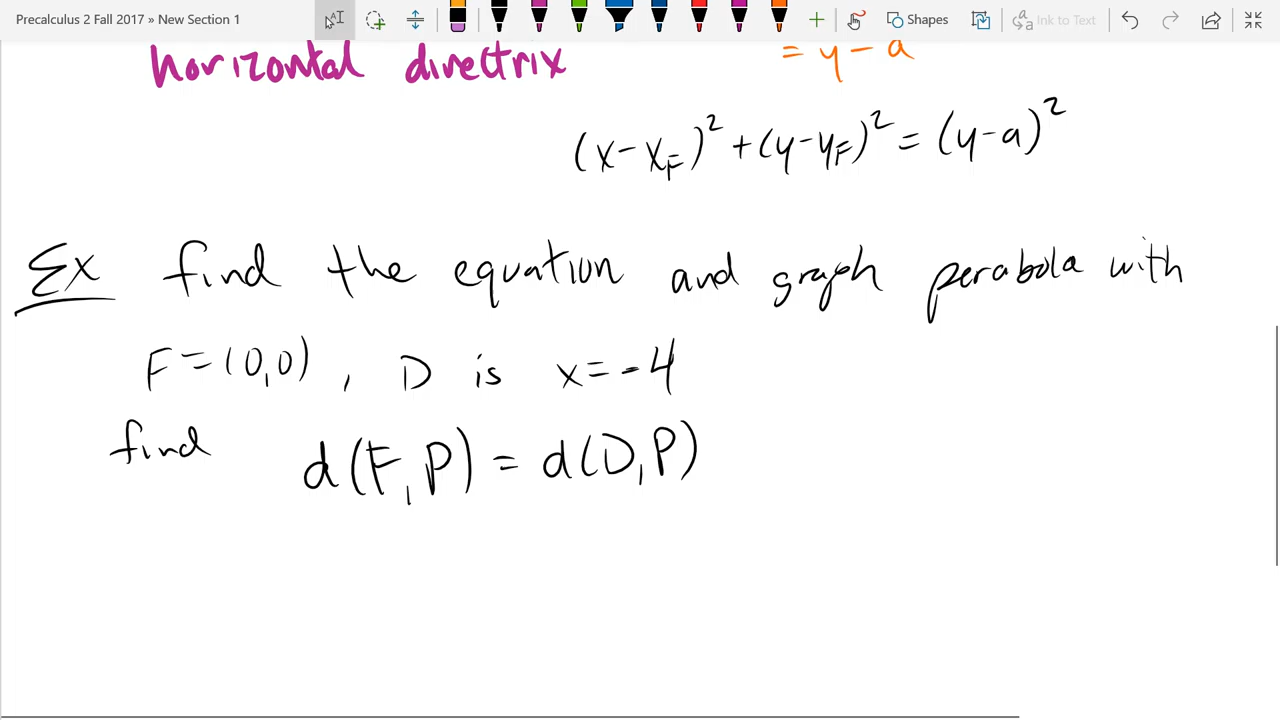 Precalculus 2 Fall 2017 » New Section 1
Shapes
Ink to Text
horizontal directrix
= y - a
(x-x_F)² + (y-y_F)² = (y-a)²
Ex find the equation and graph perabola with
F = (0,0), D is x = -4
find d(F,P) = d(D,P)